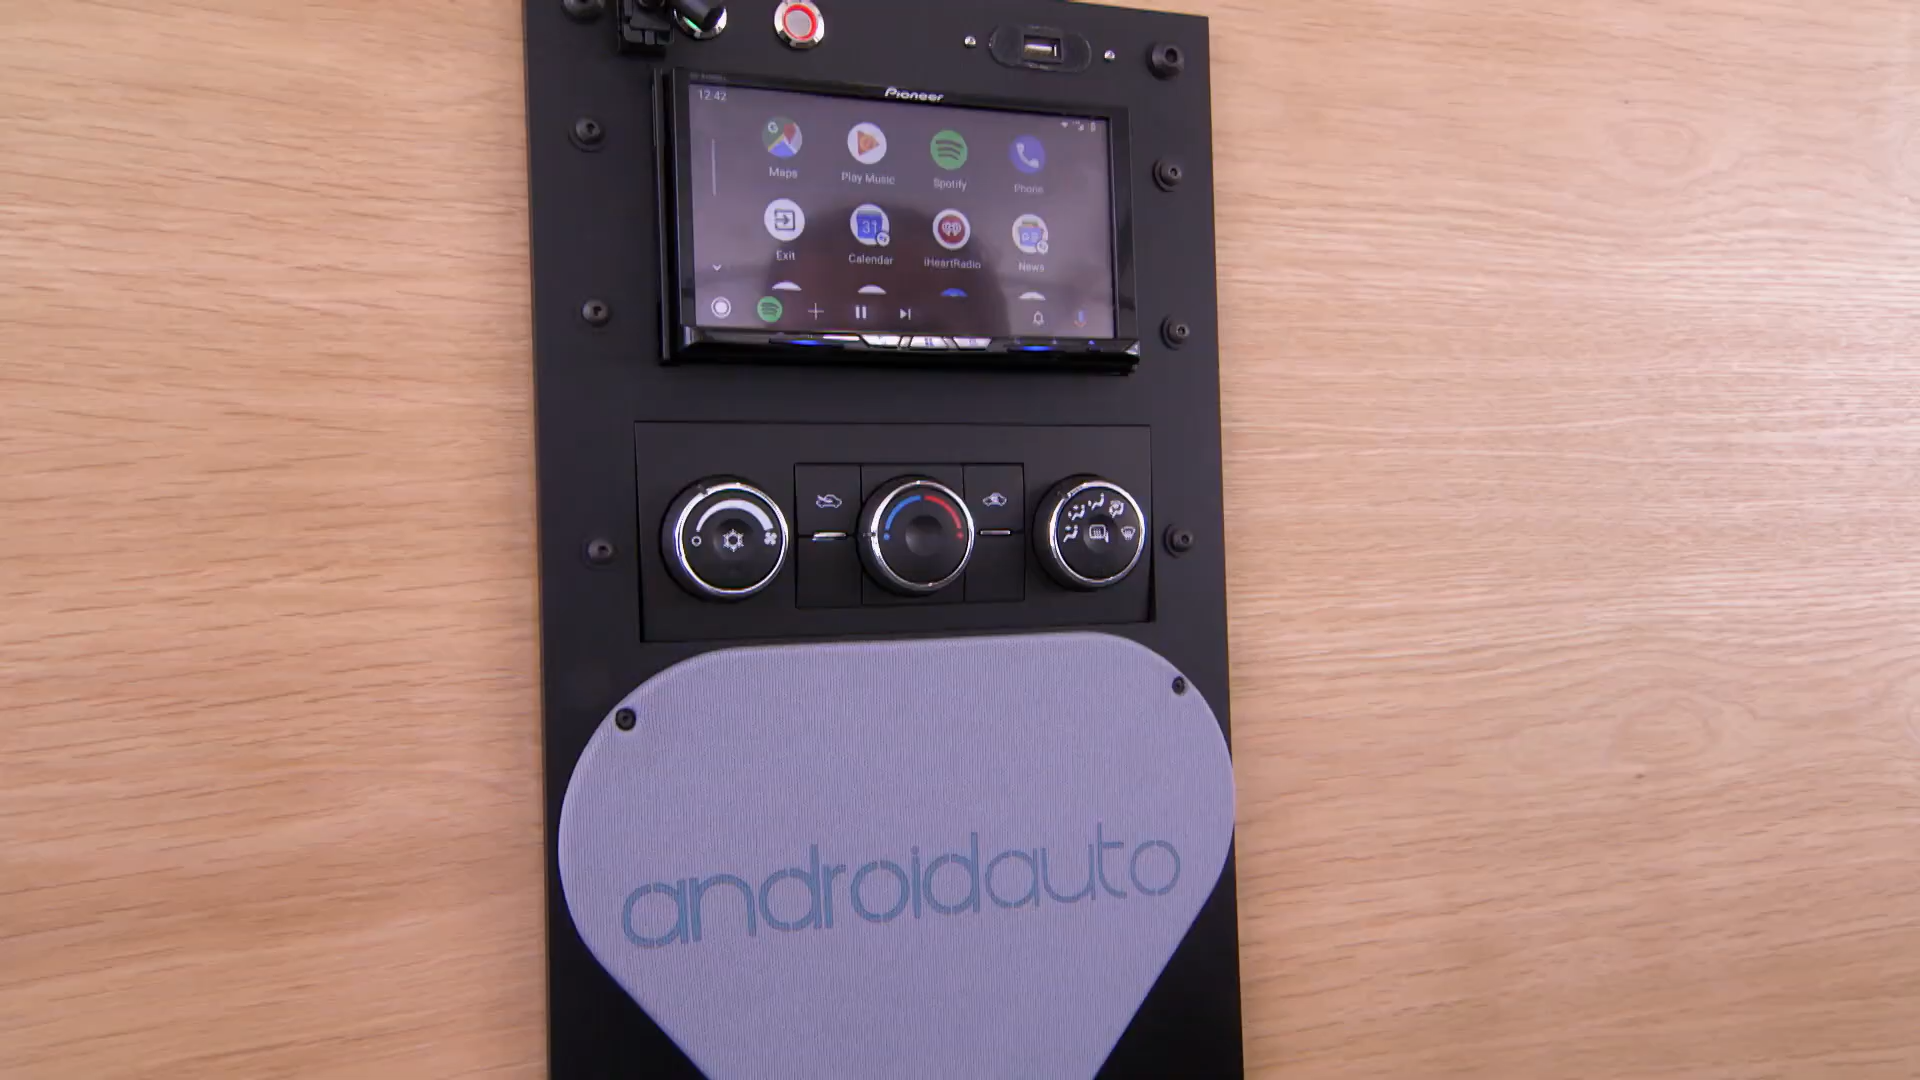 Pioneer
12:42
Maps
Play Music
Spotify
Phone
Exit
31
Calendar
iHeartRadio
News
androidauto